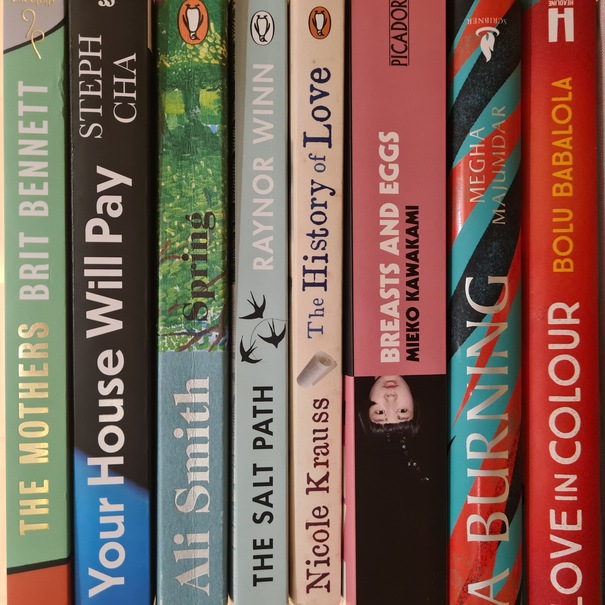 THE MOTHERS BRIT BENNETT
Your House Will Pay STEPH
CHA
Ali Smith Spring
THE SALT PATH RAYNOR WINN
Nicole Krauss The History of Love
BREASTS AND EGGS
MIEKO KAWAKAMI PICADOR
A BURNING MEGHA
MAJUMDAR SCRIBNER
LOVE IN COLOUR BOLU BABALOLA H HEADLINE